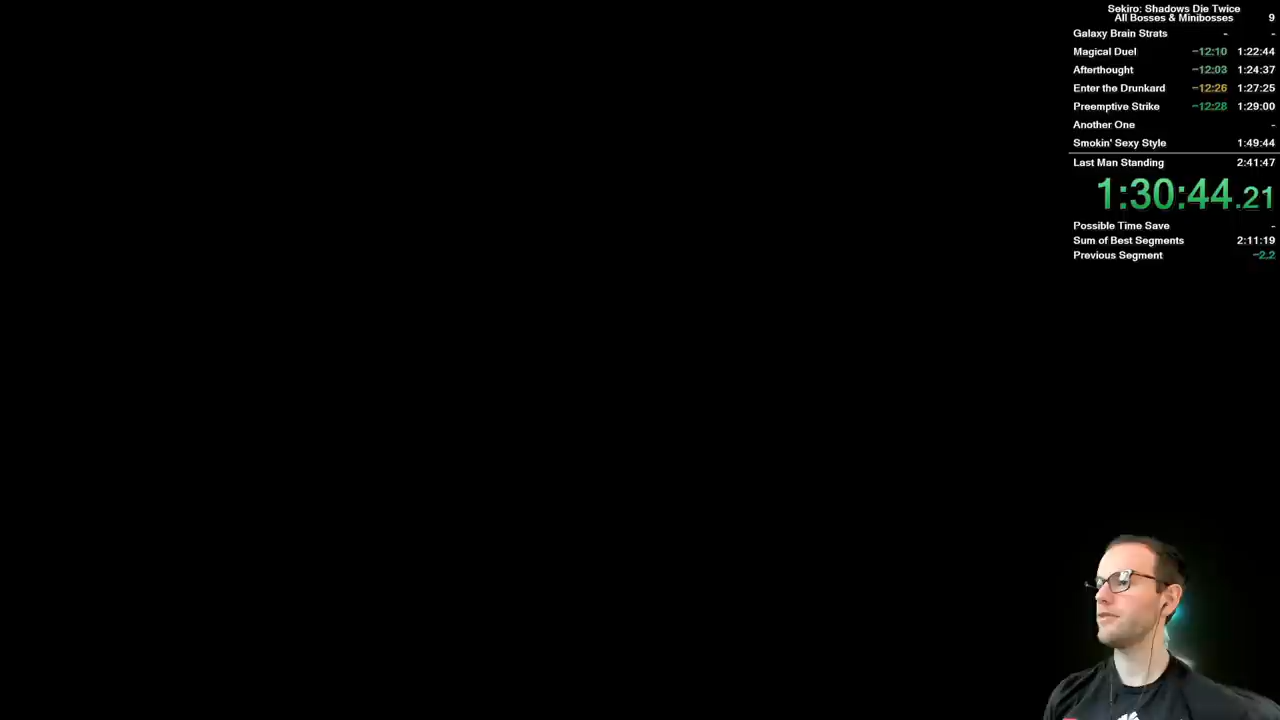 Sekiro: Shadows Die Twice
All Bosses & Minibosses 9
Galaxy Brain Strats - -
Magical Duel -12:10 1:22:44
Afterthought -12:03 1:24:37
Enter the Drunkard -12:26 1:27:25
Preemptive Strike -12:28 1:29:00
Another One -
Smokin' Sexy Style 1:49:44
Last Man Standing 2:41:47
1:30:44.21
Possible Time Save -
Sum of Best Segments 2:11:19
Previous Segment -2.2